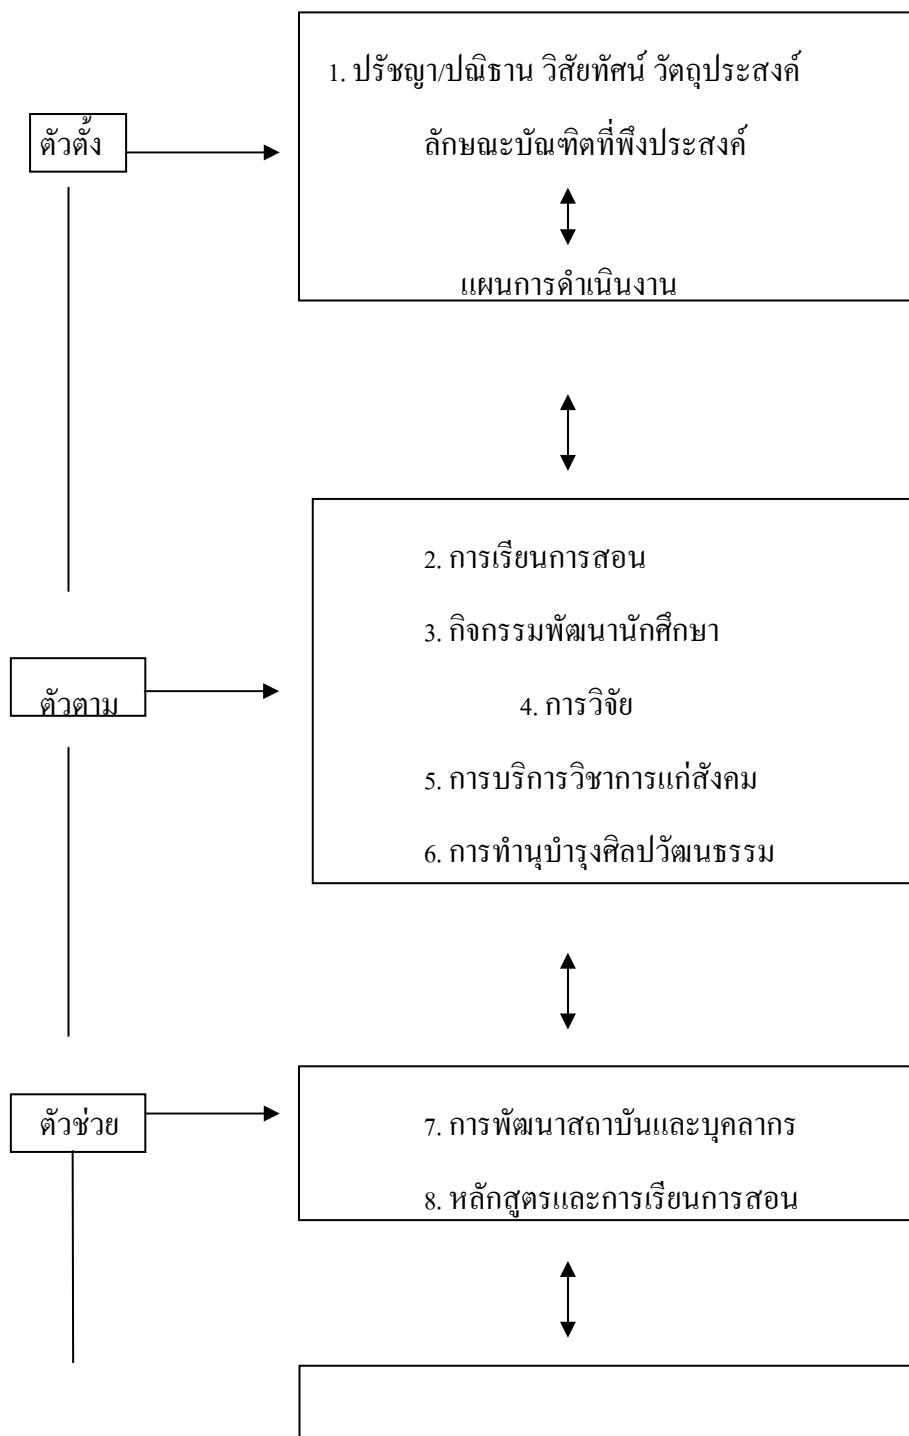 1. ปรัชญา/ปณิธาน วิสัยทัศน์ วัตถุประสงค์
ตัวตั้ง
ลักษณะบัณฑิตที่พึงประสงค์
แผนการดำเนินงาน
2. การเรียนการสอน
3. กิจกรรมพัฒนานักศึกษา
ตัวตาม
4. การวิจัย
5. การบริการวิชาการแก่สังคม
6. การทำนุบำรุงศิลปวัฒนธรรม
ตัวช่วย
7. การพัฒนาสถาบันและบุคลากร
8. หลักสูตรและการเรียนการสอน